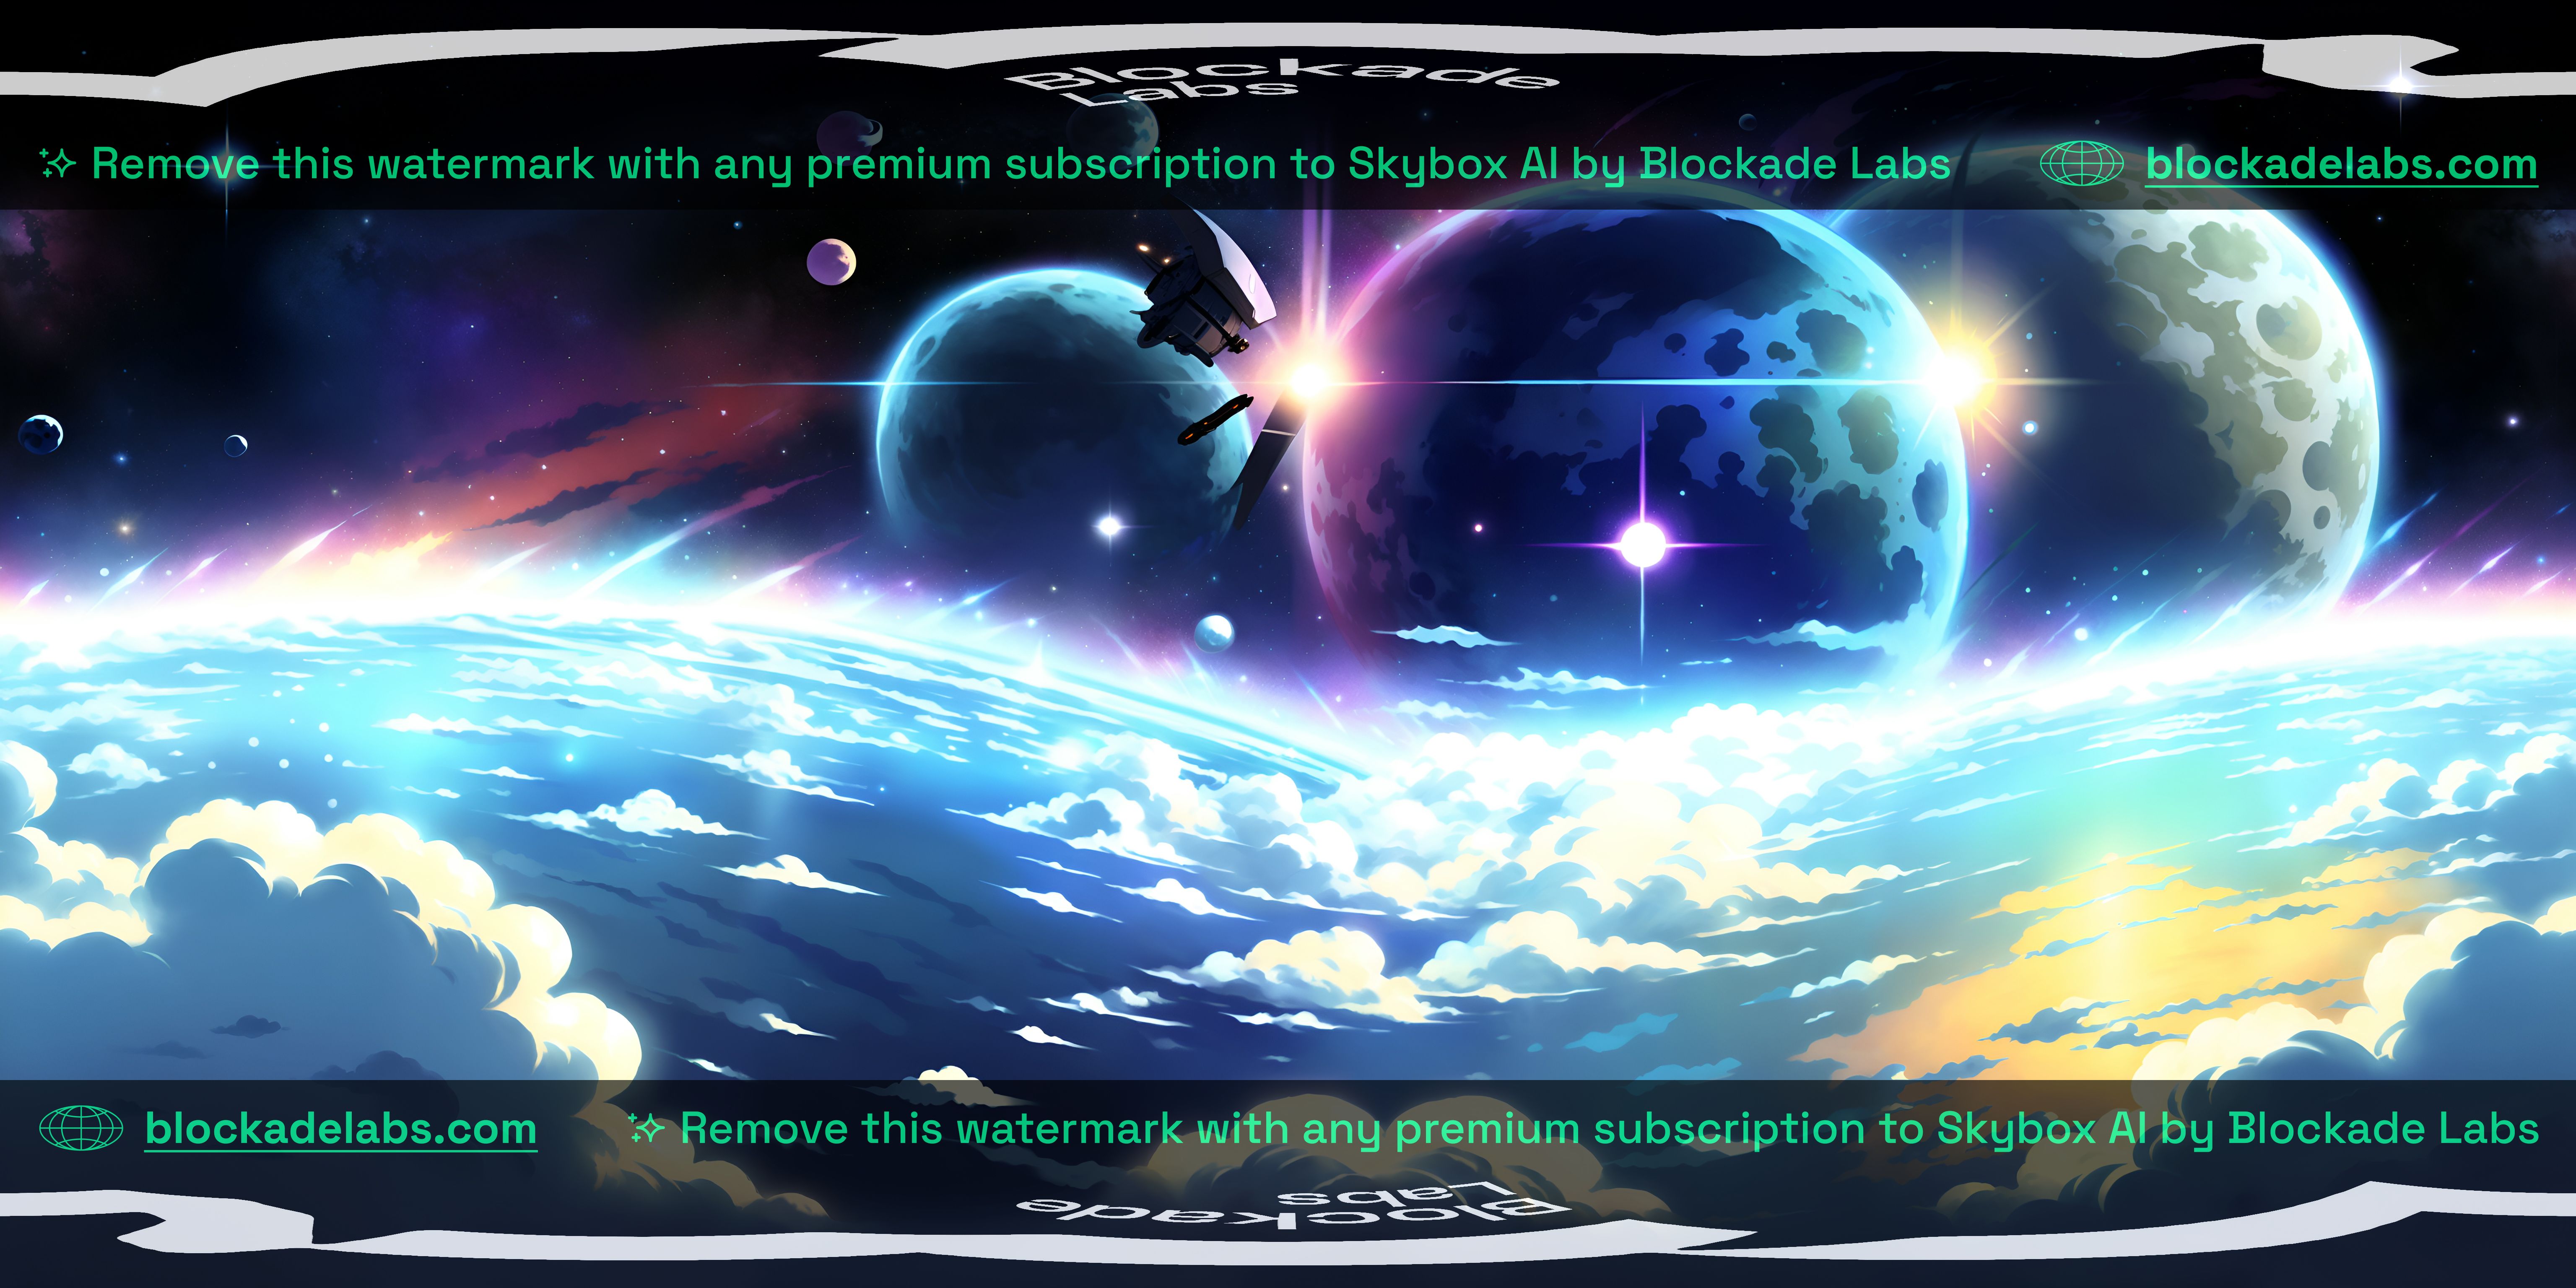 Blockade
Labs
Remove this watermark with any premium subscription to Skybox AI by Blockade Labs
blockadelabs.com
blockadelabs.com
Remove this watermark with any premium subscription to Skybox AI by Blockade Labs
Blockade
Labs